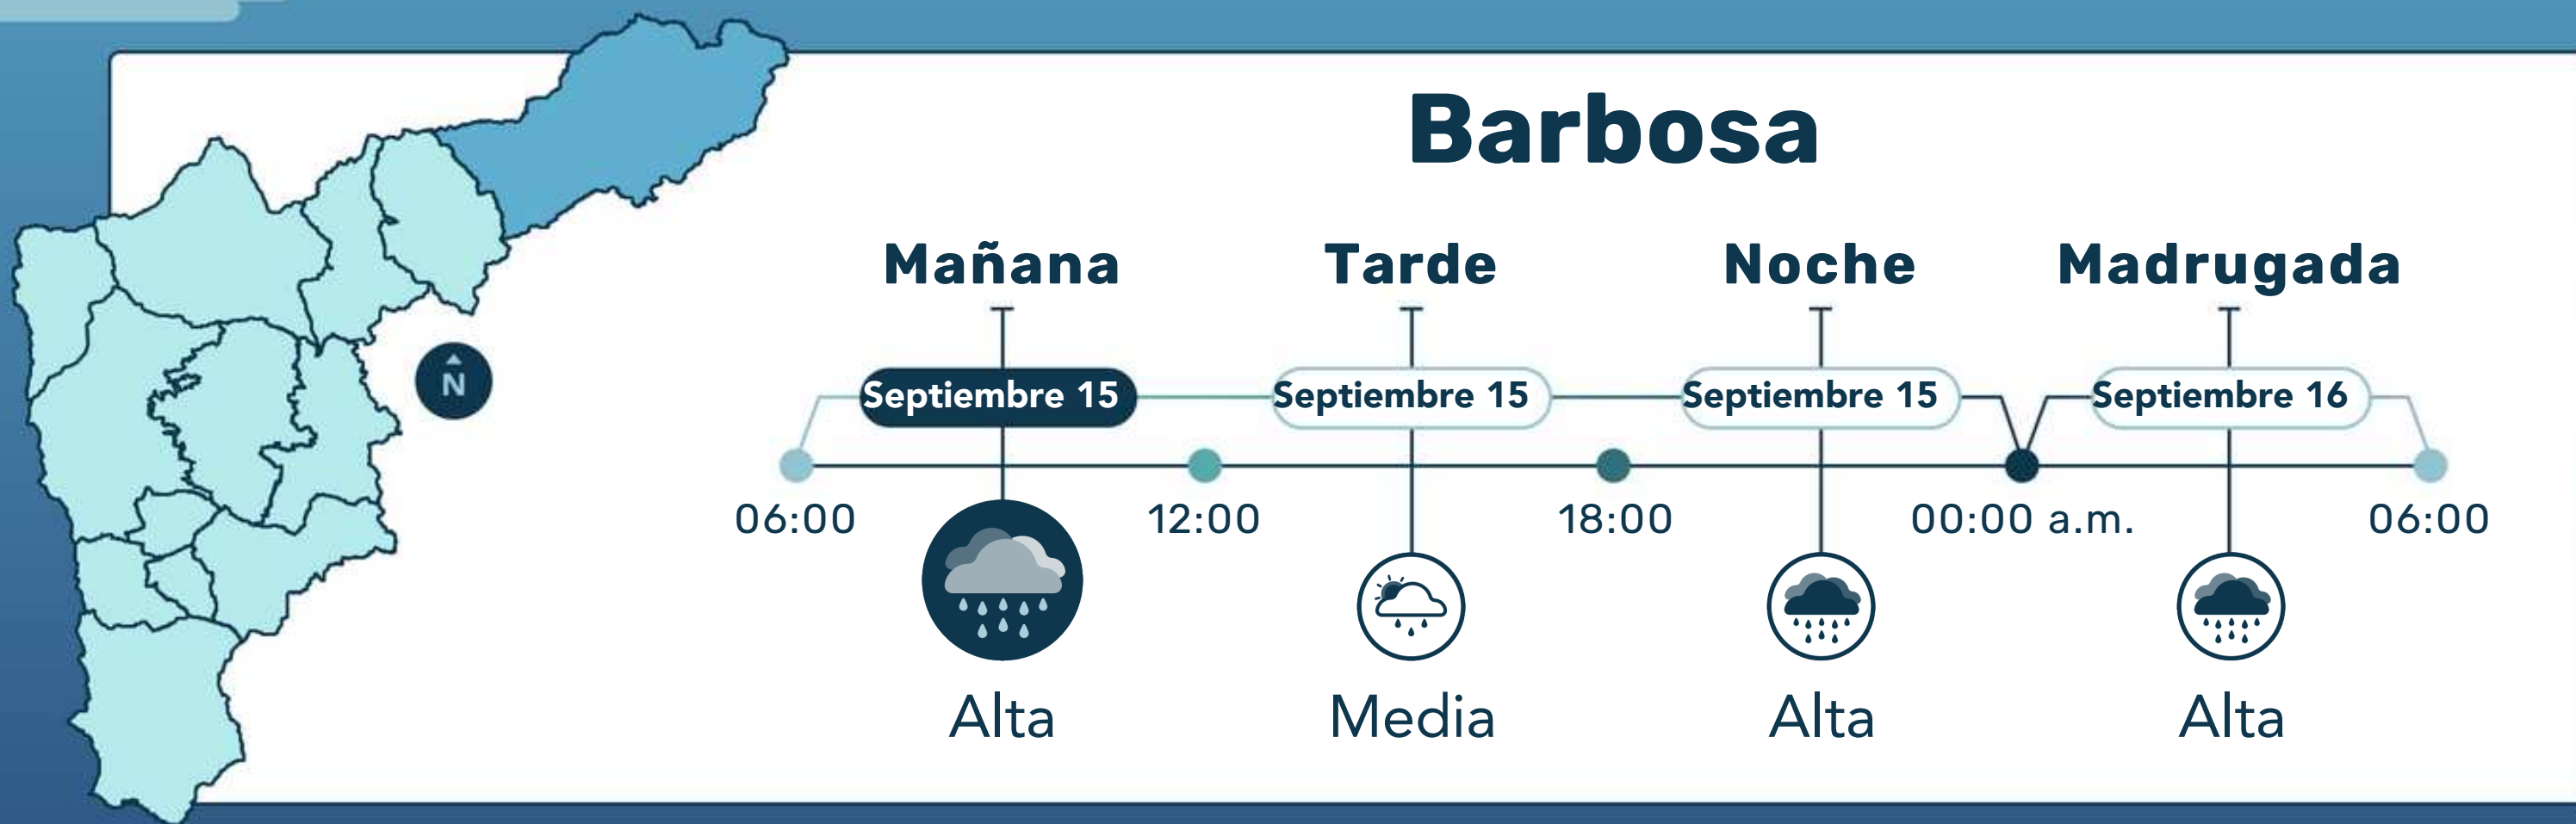 Barbosa
Mañana Tarde Noche Madrugada
N
Septiembre 15 Septiembre 15 Septiembre 15 Septiembre 16
06:00 12:00 18:00 00:00 a.m. 06:00
Alta Media Alta Alta